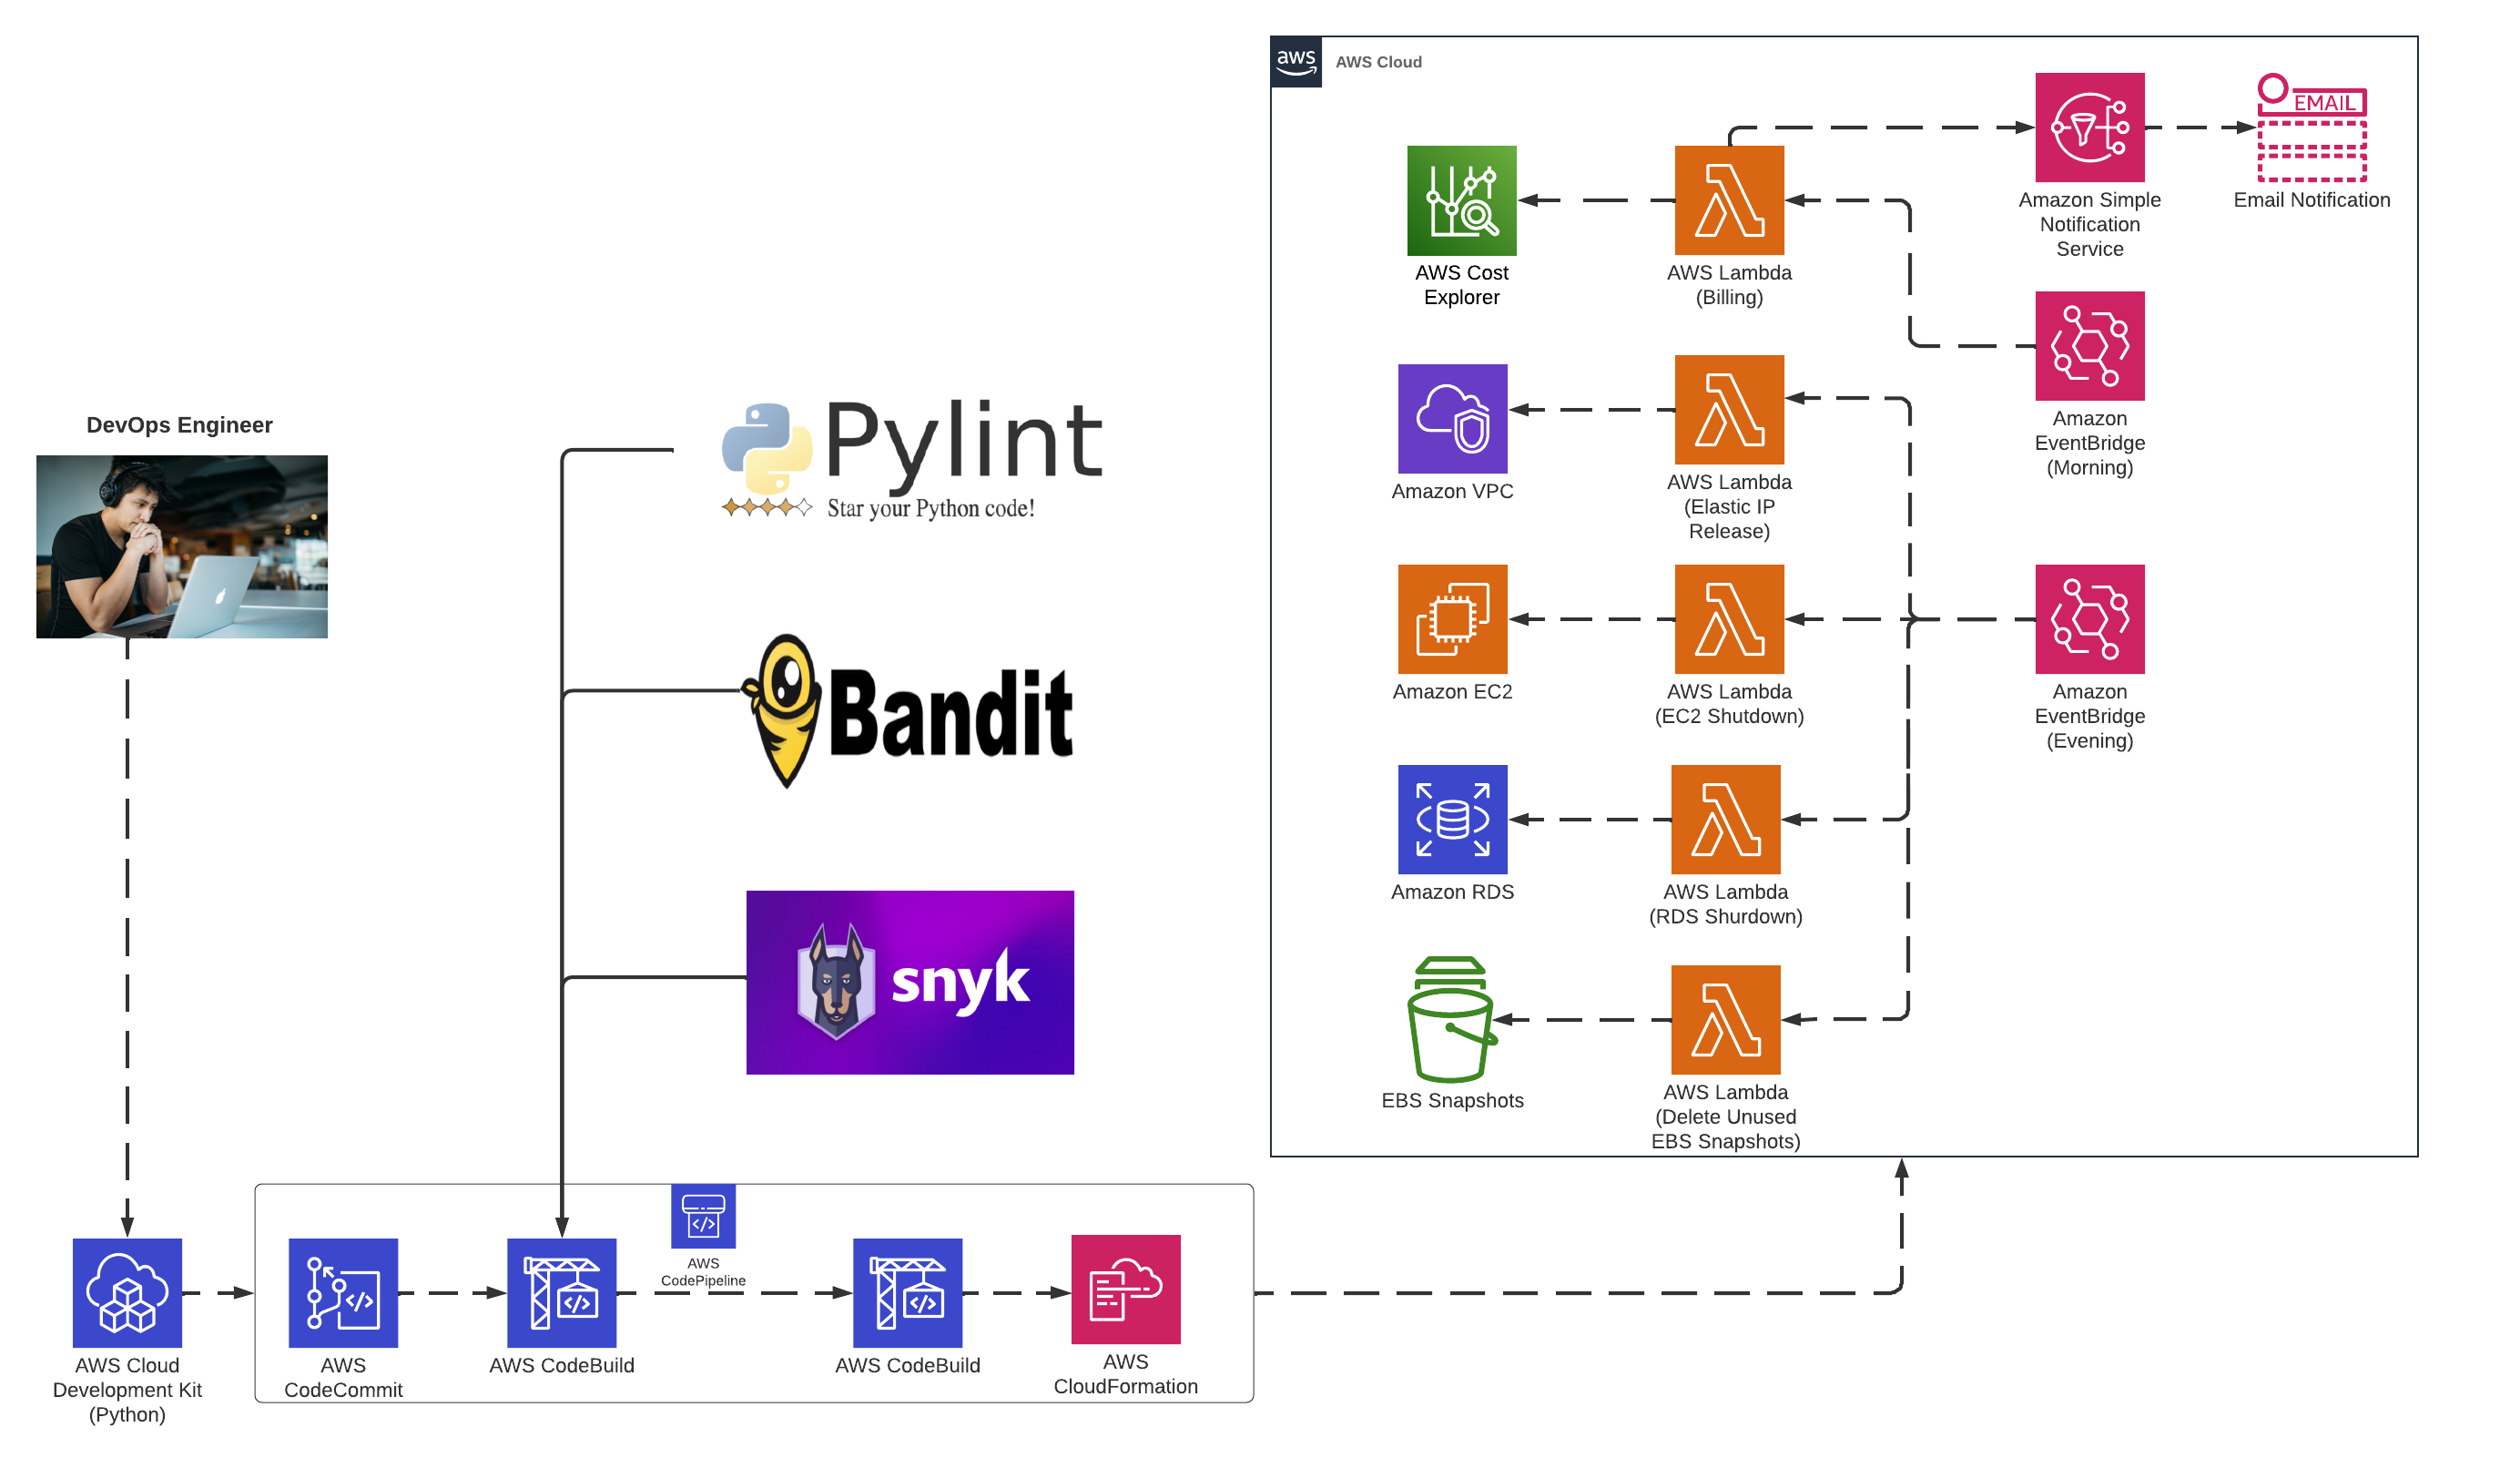 aws
AWS Cloud
EMAIL
Amazon Simple
Notification
Service
Email Notification
AWS Cost
Explorer
AWS Lambda
(Billing)
Amazon
EventBridge
(Morning)
Amazon VPC
AWS Lambda
(Elastic IP
Release)
Amazon EC2
AWS Lambda
(EC2 Shutdown)
Amazon
EventBridge
(Evening)
Amazon RDS
AWS Lambda
(RDS Shurdown)
EBS Snapshots
AWS Lambda
(Delete Unused
EBS Snapshots)
DevOps Engineer
Pylint
Star your Python code!
Bandit
snyk
AWS
CodePipeline
AWS Cloud
Development Kit
(Python)
AWS
CodeCommit
AWS CodeBuild
AWS CodeBuild
AWS
CloudFormation